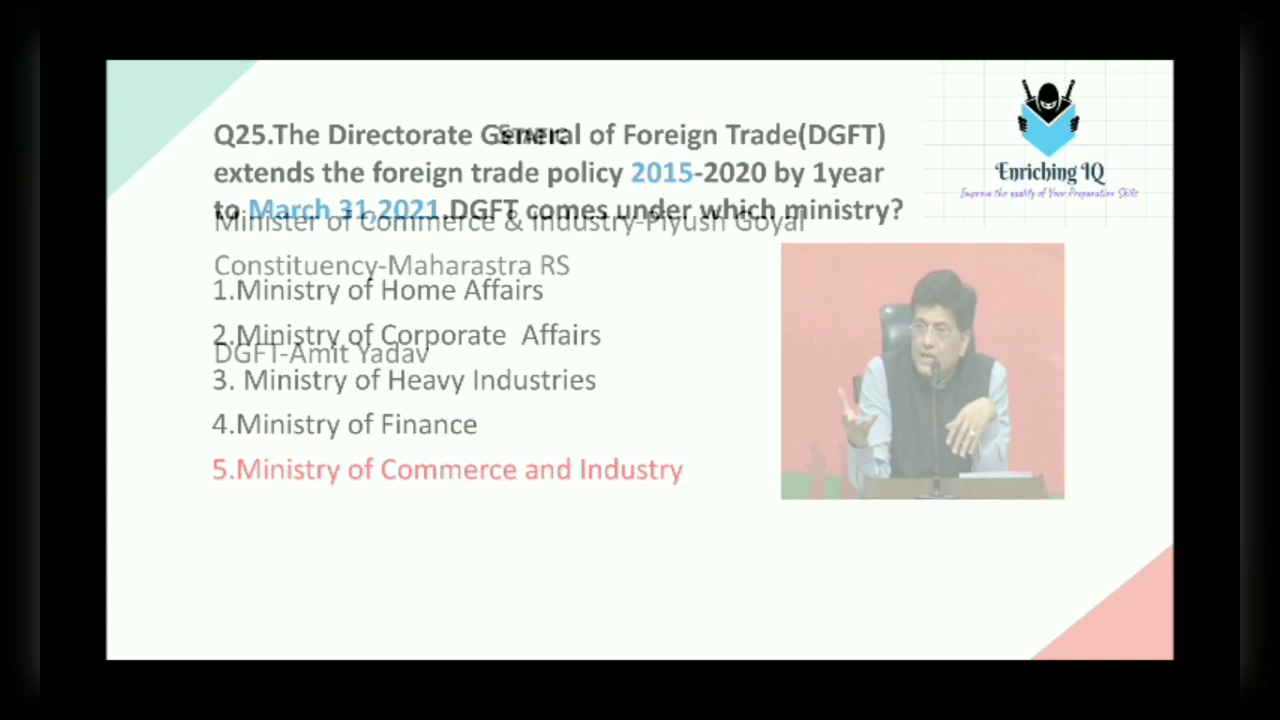 Q25.The Directorate General of Foreign Trade(DGFT)
extends the foreign trade policy 2015-2020 by 1year
to March 31,2021.DGFT comes under which ministry?
Minister of Commerce & Industry-Piyush Goyal
Constituency-Maharastra RS
1.Ministry of Home Affairs
2.Ministry of Corporate Affairs
DGFT-Amit Yadav
3. Ministry of Heavy Industries
4.Ministry of Finance
5.Ministry of Commerce and Industry
Enriching IQ
Improve the quality of Your Preparation Skills